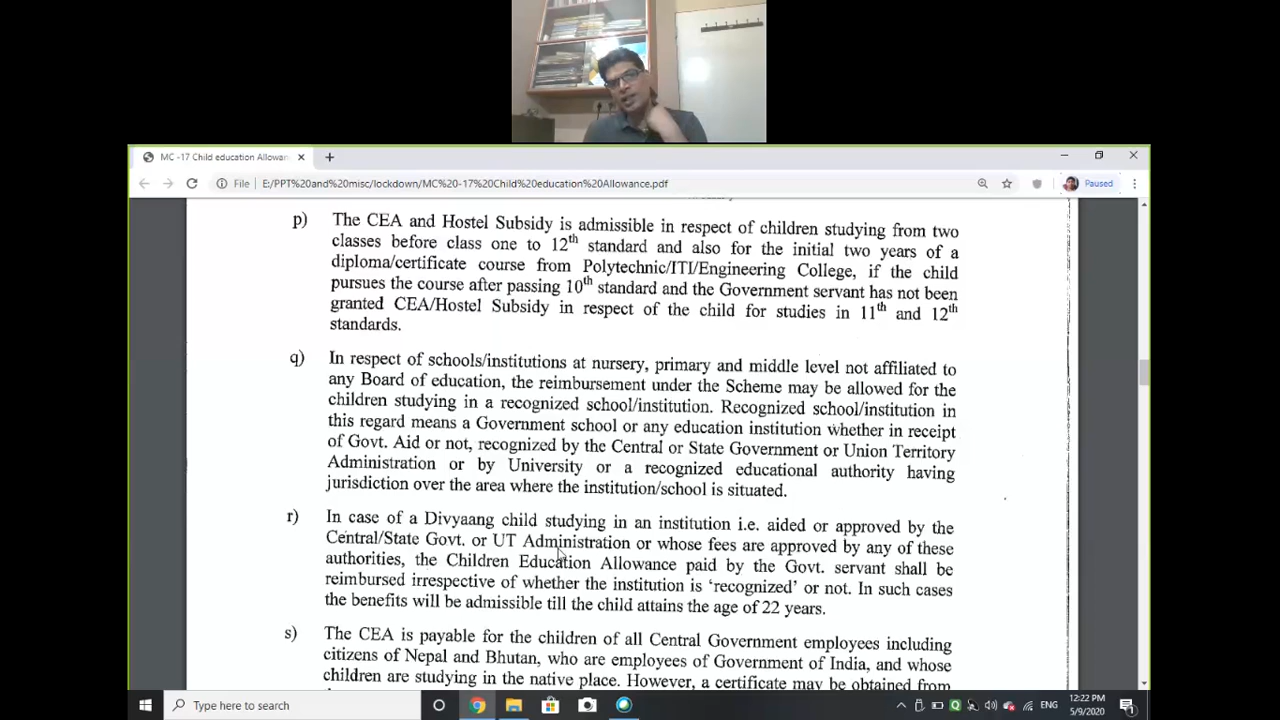 MC -17 Child education Allowan
File
E:/PPT%20and%20misc/lockdown/MC%20-17%20Child%20education%20Allowance.pdf
Paused
p) The CEA and Hostel Subsidy is admissible in respect of children studying from two
classes before class one to 12th standard and also for the initial two years of a
diploma/certificate course from Polytechnic/ITI/Engineering College, if the child
pursues the course after passing 10th standard and the Government servant has not been
granted CEA/Hostel Subsidy in respect of the child for studies in 11th and 12th
standards.
q) In respect of schools/institutions at nursery, primary and middle level not affiliated to
any Board of education, the reimbursement under the Scheme may be allowed for the
children studying in a recognized school/institution. Recognized school/institution in
this regard means a Government school or any education institution whether in receipt
of Govt. Aid or not, recognized by the Central or State Government or Union Territory
Administration or by University or a recognized educational authority having
jurisdiction over the area where the institution/school is situated.
r) In case of a Divyaang child studying in an institution i.e. aided or approved by the
Central/State Govt. or UT Administration or whose fees are approved by any of these
authorities, the Children Education Allowance paid by the Govt. servant shall be
reimbursed irrespective of whether the institution is 'recognized' or not. In such cases
the benefits will be admissible till the child attains the age of 22 years.
s) The CEA is payable for the children of all Central Government employees including
citizens of Nepal and Bhutan, who are employees of Government of India, and whose
children are studying in the native place. However, a certificate may be obtained from
Type here to search
ENG
12:22 PM
5/9/2020